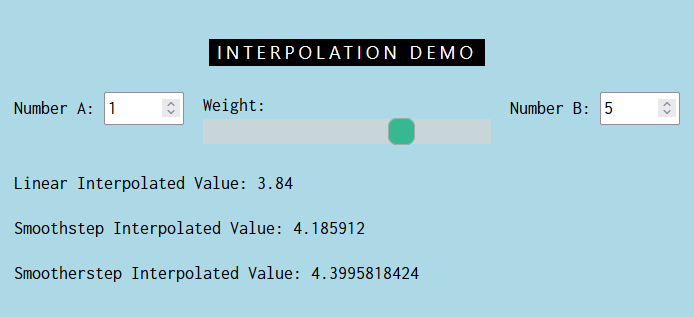 INTERPOLATION DEMO
Number A: 1
Weight:
Number B: 5
Linear Interpolated Value: 3.84
Smoothstep Interpolated Value: 4.185912
Smootherstep Interpolated Value: 4.3995818424